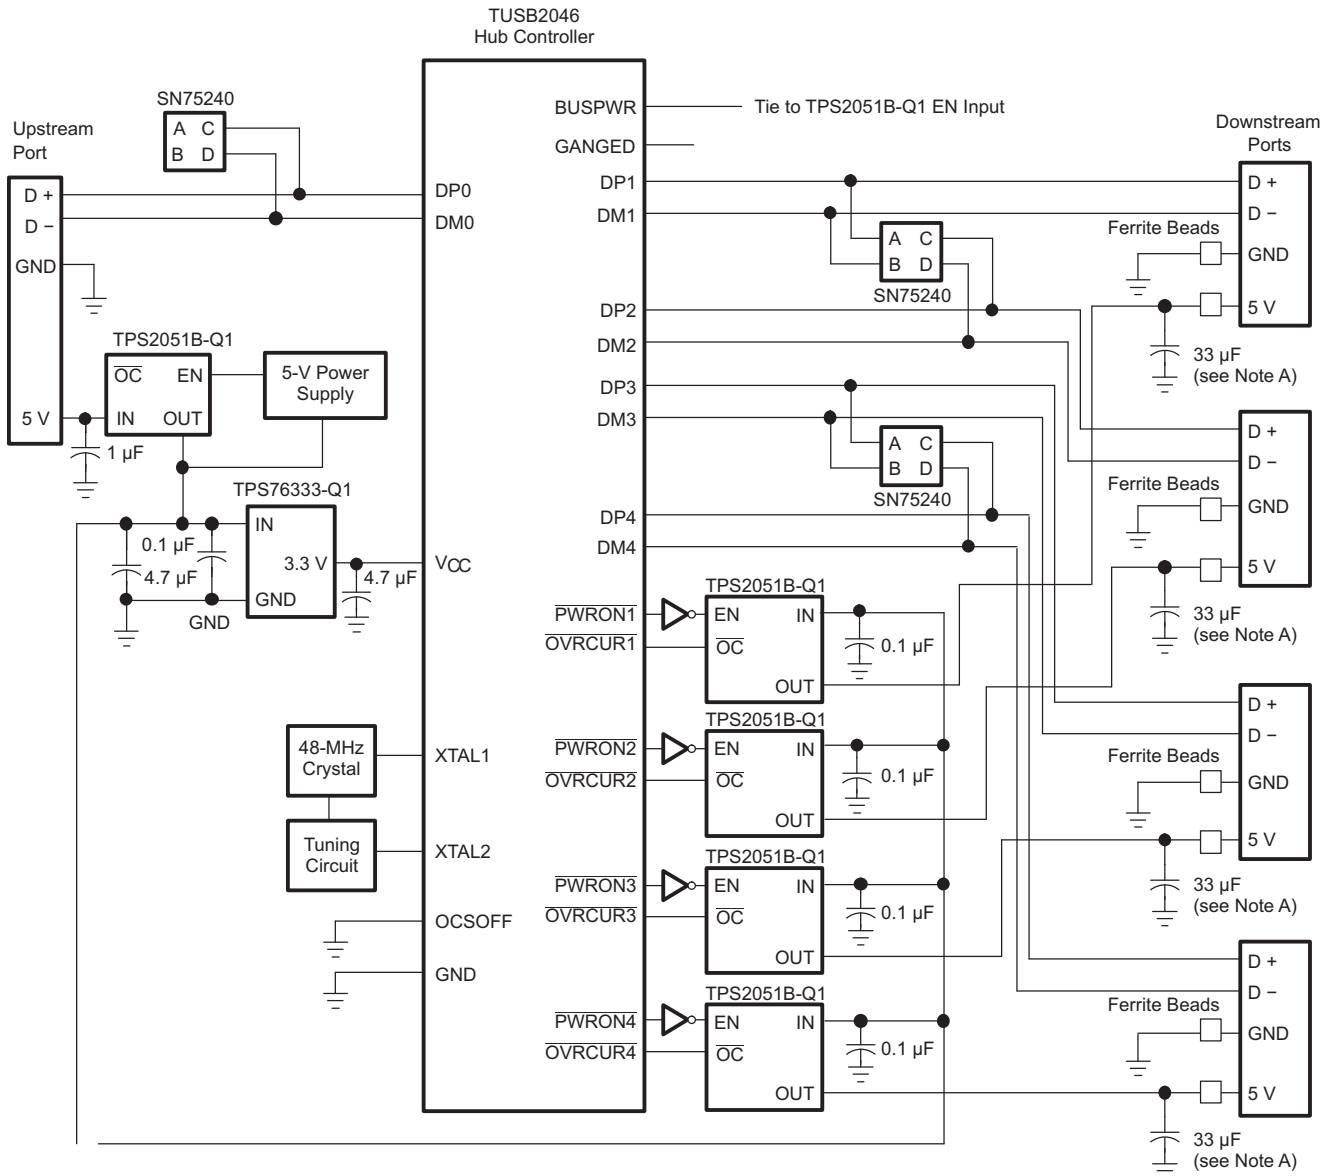 TUSB2046
Hub Controller
SN75240
A C
B D
Upstream
Port
D +
D −
GND
5 V
DP0
DM0
BUSPWR
Tie to TPS2051B-Q1 EN Input
GANGED
DP1
DM1
A C
B D
SN75240
DP2
DM2
DP3
DM3
A C
B D
SN75240
DP4
DM4
TPS2051B-Q1
OC EN
IN OUT
5-V Power
Supply
1 µF
TPS76333-Q1
IN
3.3 V
GND
0.1 µF
4.7 µF
GND
4.7 µF
VCC
48-MHz
Crystal
XTAL1
Tuning
Circuit
XTAL2
OCSOFF
GND
PWRON1
OVRCUR1
TPS2051B-Q1
EN IN
OC
OUT
0.1 µF
PWRON2
OVRCUR2
TPS2051B-Q1
EN IN
OC
OUT
0.1 µF
PWRON3
OVRCUR3
TPS2051B-Q1
EN IN
OC
OUT
0.1 µF
PWRON4
OVRCUR4
TPS2051B-Q1
EN IN
OC
OUT
0.1 µF
Downstream
Ports
D +
D −
Ferrite Beads
GND
5 V
33 µF
(see Note A)
D +
D −
Ferrite Beads
GND
5 V
33 µF
(see Note A)
D +
D −
Ferrite Beads
GND
5 V
33 µF
(see Note A)
D +
D −
Ferrite Beads
GND
5 V
33 µF
(see Note A)